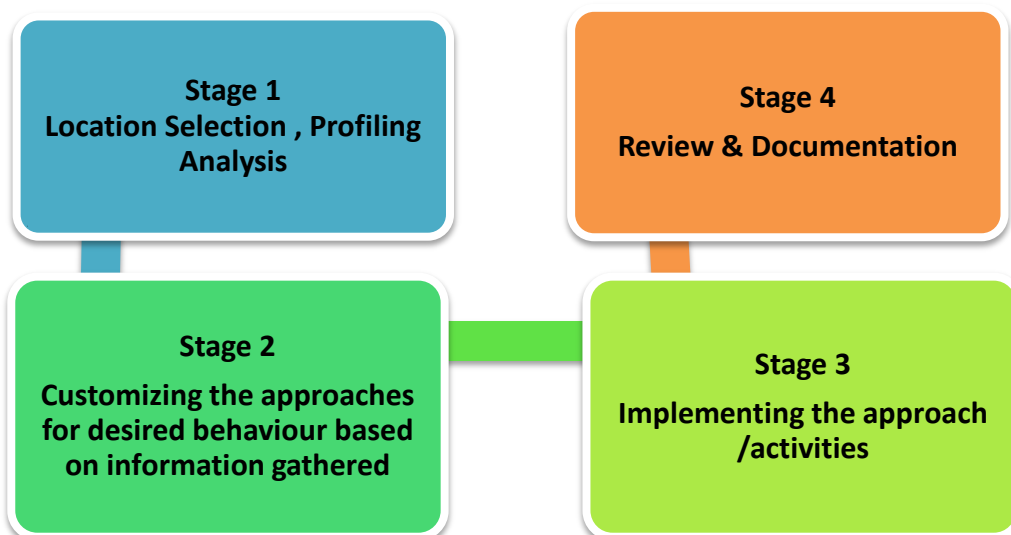 Stage 1
Location Selection , Profiling
Analysis
Stage 2
Customizing the approaches
for desired behaviour based
on information gathered
Stage 3
Implementing the approach
/activities
Stage 4
Review & Documentation